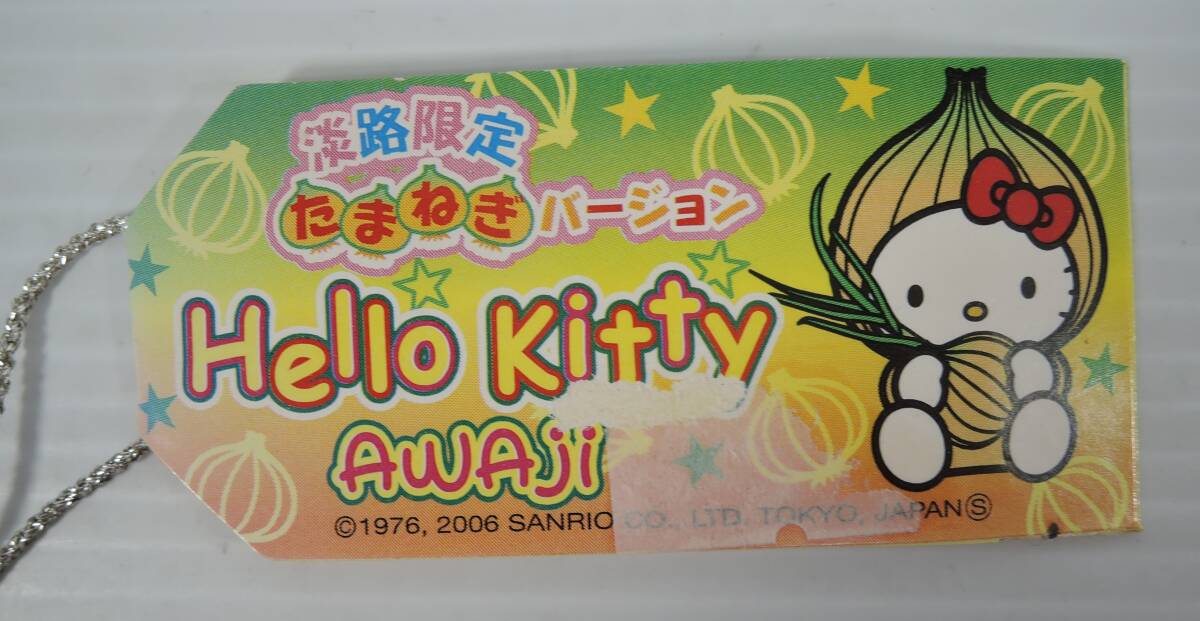 淡路限定
たまねぎバージョン
Hello Kitty
AWAJi
©1976, 2006 SANRIO CO., LTD. TOKYO, JAPAN Ⓢ